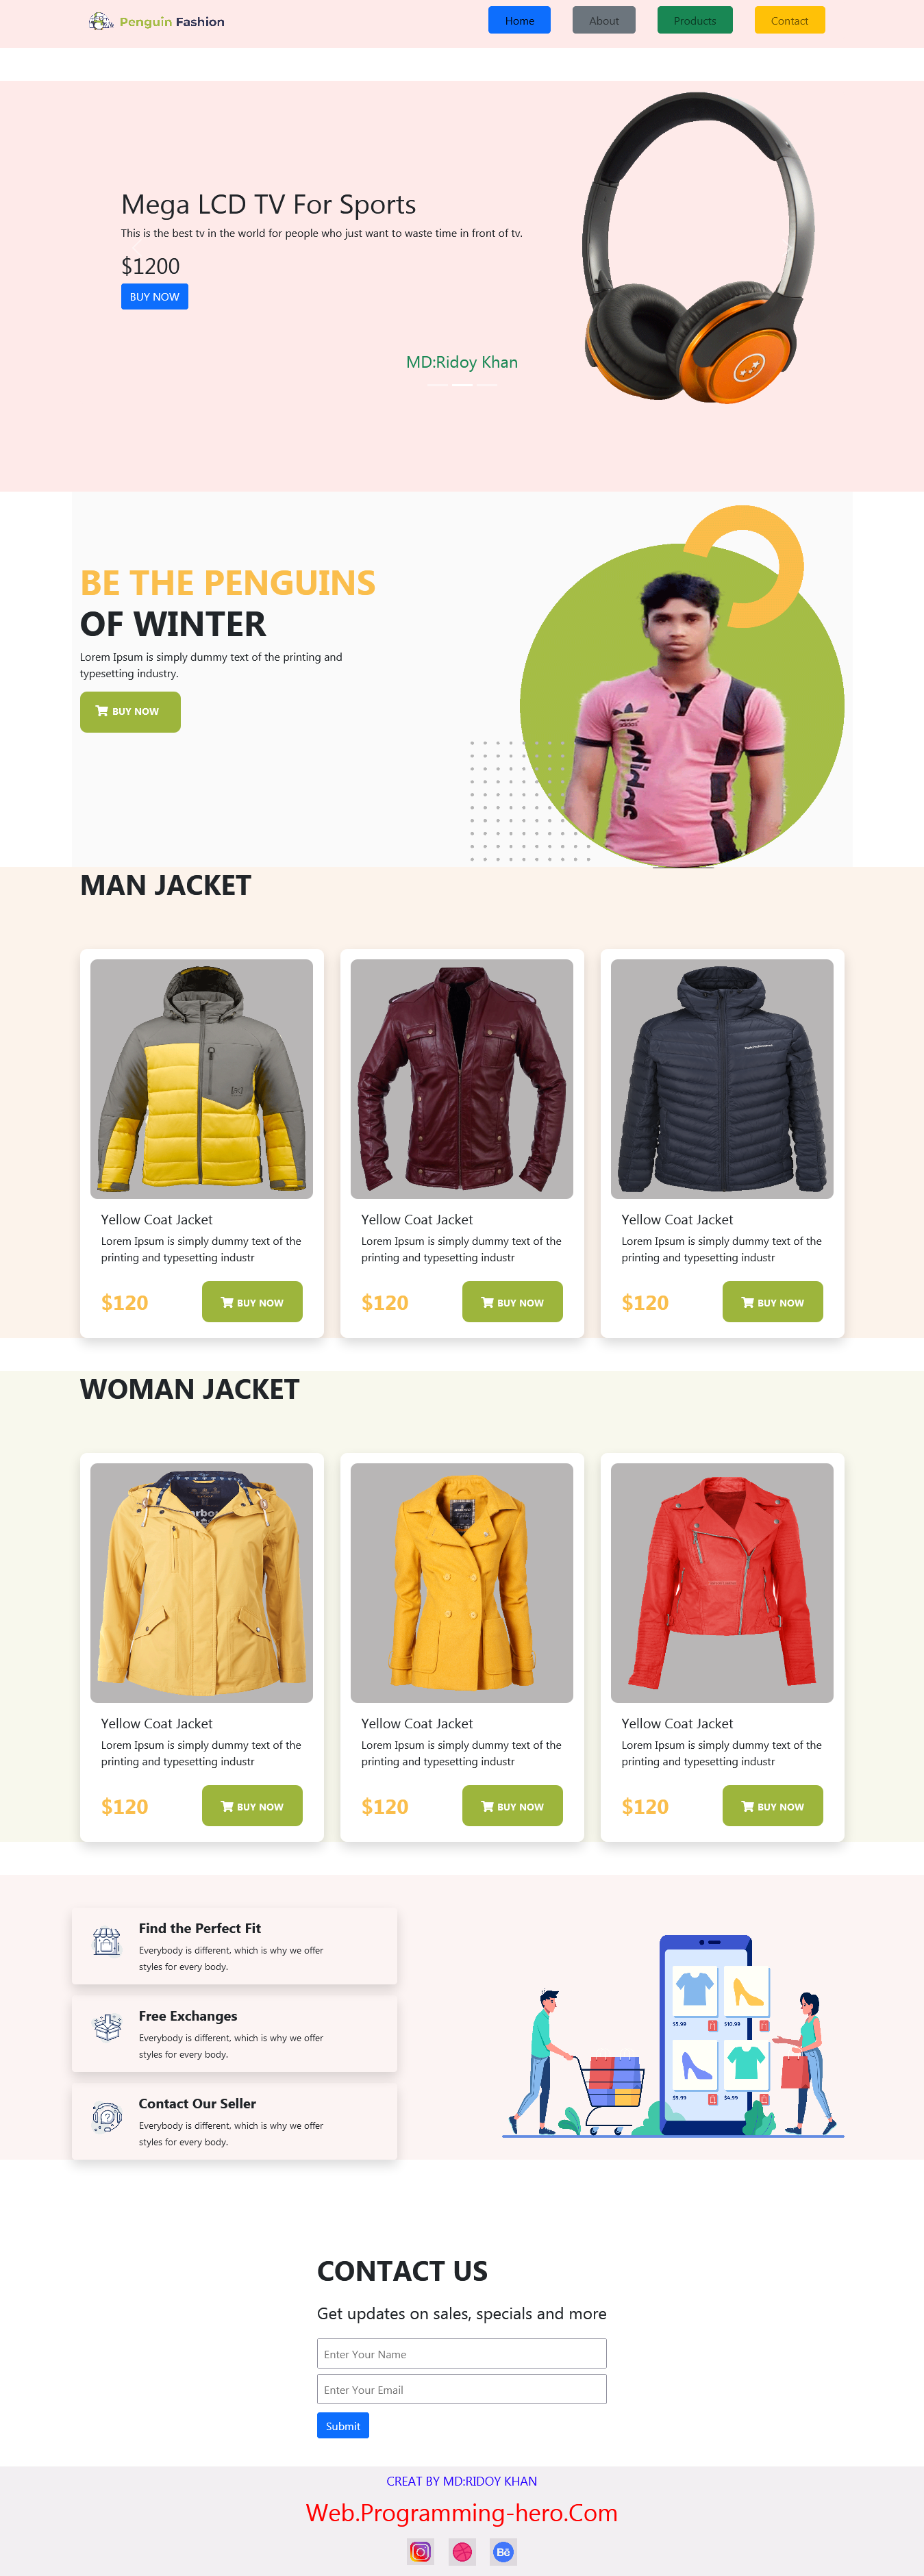 Penguin Fashion
Home
About
Products
Contact
Mega LCD TV For Sports
This is the best tv in the world for people who just want to waste time in front of tv.
$1200
BUY NOW
MD:Ridoy Khan
BE THE PENGUINS
OF WINTER
Lorem Ipsum is simply dummy text of the printing and
typesetting industry.
BUY NOW
adidas
adidas
MAN JACKET
Yellow Coat Jacket
Lorem Ipsum is simply dummy text of the
printing and typesetting industr
$120
BUY NOW
Yellow Coat Jacket
Lorem Ipsum is simply dummy text of the
printing and typesetting industr
$120
BUY NOW
Yellow Coat Jacket
Lorem Ipsum is simply dummy text of the
printing and typesetting industr
$120
BUY NOW
WOMAN JACKET
Yellow Coat Jacket
Lorem Ipsum is simply dummy text of the
printing and typesetting industr
$120
BUY NOW
Yellow Coat Jacket
Lorem Ipsum is simply dummy text of the
printing and typesetting industr
$120
BUY NOW
Yellow Coat Jacket
Lorem Ipsum is simply dummy text of the
printing and typesetting industr
$120
BUY NOW
Find the Perfect Fit
Everybody is different, which is why we offer
styles for every body.
Free Exchanges
Everybody is different, which is why we offer
styles for every body.
Contact Our Seller
Everybody is different, which is why we offer
styles for every body.
$5.99
$10.99
$9.99
$4.99
CONTACT US
Get updates on sales, specials and more
Enter Your Name
Enter Your Email
Submit
CREAT BY MD:RIDOY KHAN
Web.Programming-hero.Com
Bē